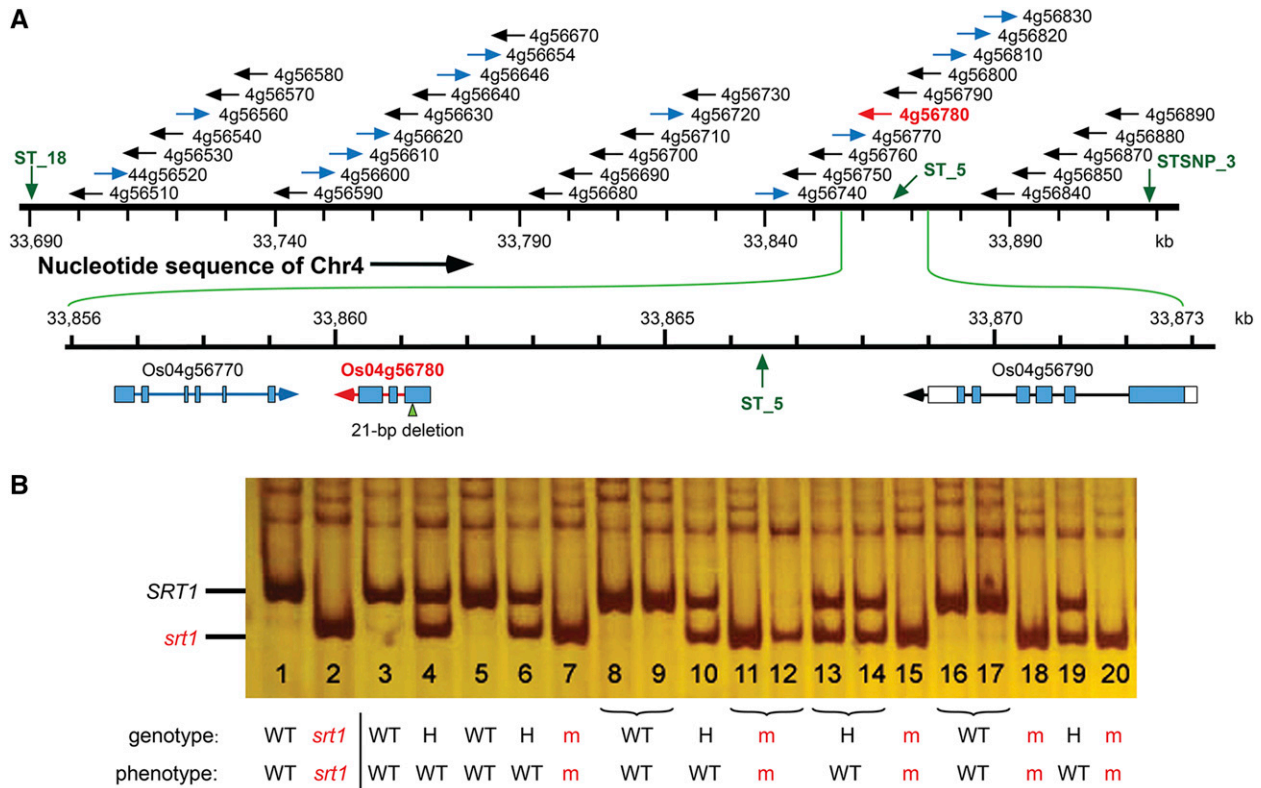 A
4g56830
4g56820
4g56810
4g56800
4g56790
4g56780
4g56770
4g56760
4g56750
4g56740
4g56670
4g56654
4g56646
4g56640
4g56630
4g56620
4g56610
4g56600
4g56590
4g56580
4g56570
4g56560
4g56540
4g56530
44g56520
4g56510
4g56730
4g56720
4g56710
4g56700
4g56690
4g56680
4g56890
4g56880
4g56870
4g56850
4g56840
ST_18
ST_5
STSNP_3
33,690 33,740 33,790 33,840 33,890 kb
Nucleotide sequence of Chr4
33,856 33,860 33,865 33,870 33,873 kb
Os04g56770 Os04g56780 Os04g56790
21-bp deletion
ST_5
B
SRT1
srt1
1 2 3 4 5 6 7 8 9 10 11 12 13 14 15 16 17 18 19 20
genotype: WT srt1 WT H WT H m WT H m H m WT m H m
phenotype: WT srt1 WT WT WT WT m WT WT m WT m WT m WT m